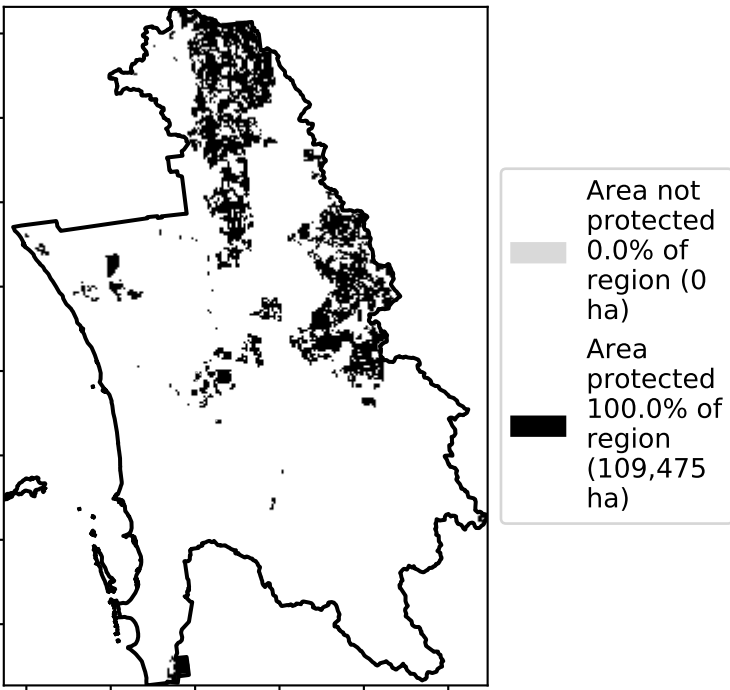 Area not
protected
0.0% of
region (0
ha)
Area
protected
100.0% of
region
(109,475
ha)